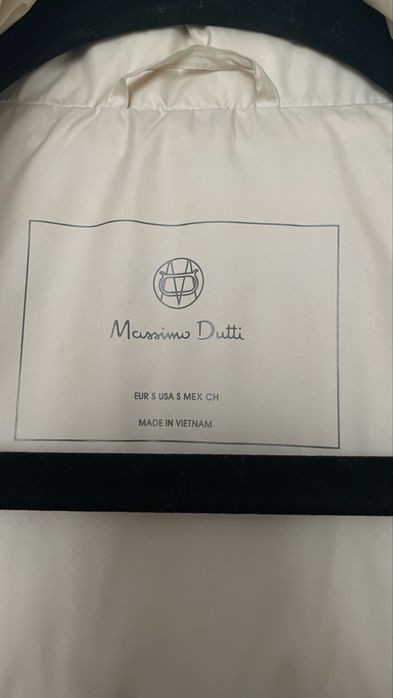 Massimo Dutti
EUR S USA S MEX CH
MADE IN VIETNAM